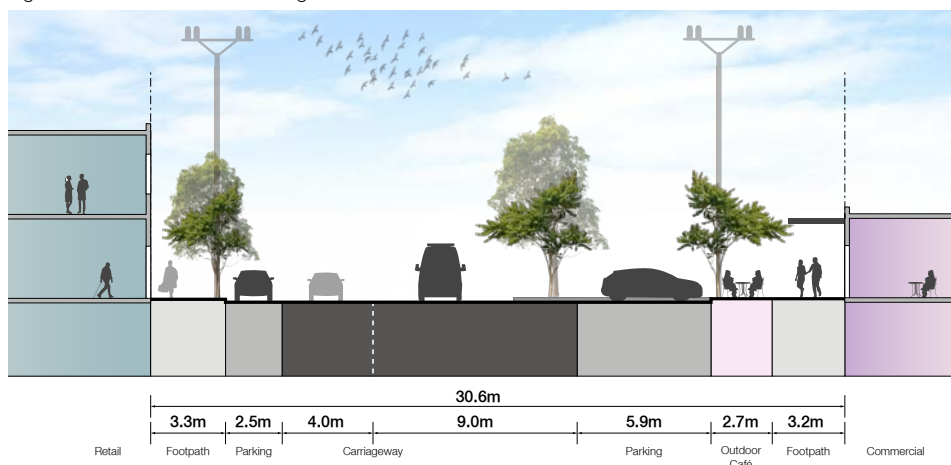 30.6m
3.3m 2.5m 4.0m 9.0m 5.9m 2.7m 3.2m
Retail Footpath Parking Carriageway Parking Outdoor Footpath Commercial
Café